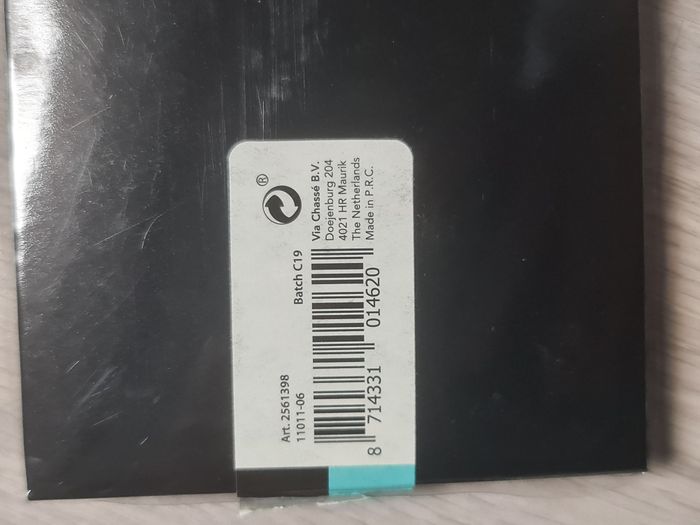 Art. 2561398
11011-06
Batch C19
®
8 714331 014620
Via Chassé B.V.
Doejenburg 204
4021 HR Maurik
The Netherlands
Made in P.R.C.